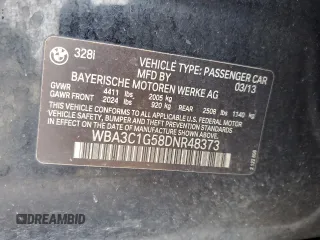 328i
VEHICLE TYPE: PASSENGER CAR
MFD BY 03/13
BAYERISCHE MOTOREN WERKE AG
GVWR 4411 lbs 2005 kg
GAWR FRONT 2024 lbs 920 kg REAR 2508 lbs 1340 kg
THIS VEHICLE CONFORMS TO ALL APPLICABLE
FEDERAL MOTOR VEHICLE SAFETY, BUMPER, AND
THEFT PREVENTION STANDARDS IN EFFECT ON
THE DATE OF MANUFACTURE SHOWN ABOVE.
WBA3C1G58DNR48373
DREAMBID